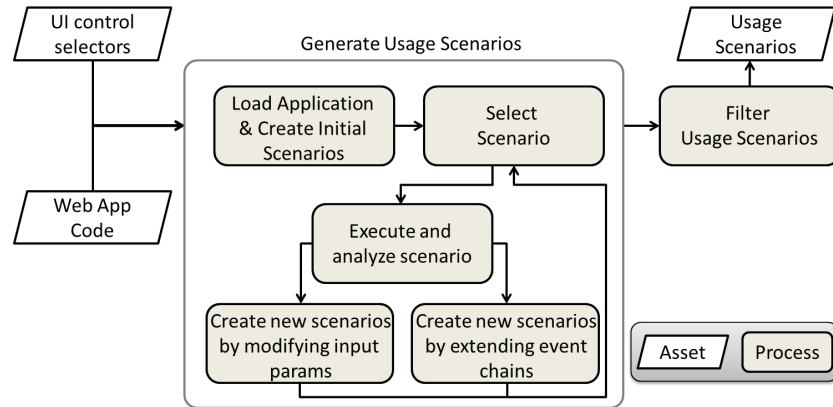 UI control
selectors
Generate Usage Scenarios
Usage
Scenarios
Load Application
& Create Initial
Scenarios
Select
Scenario
Filter
Usage Scenarios
Web App
Code
Execute and
analyze scenario
Create new scenarios
by modifying input
params
Create new scenarios
by extending event
chains
Asset
Process